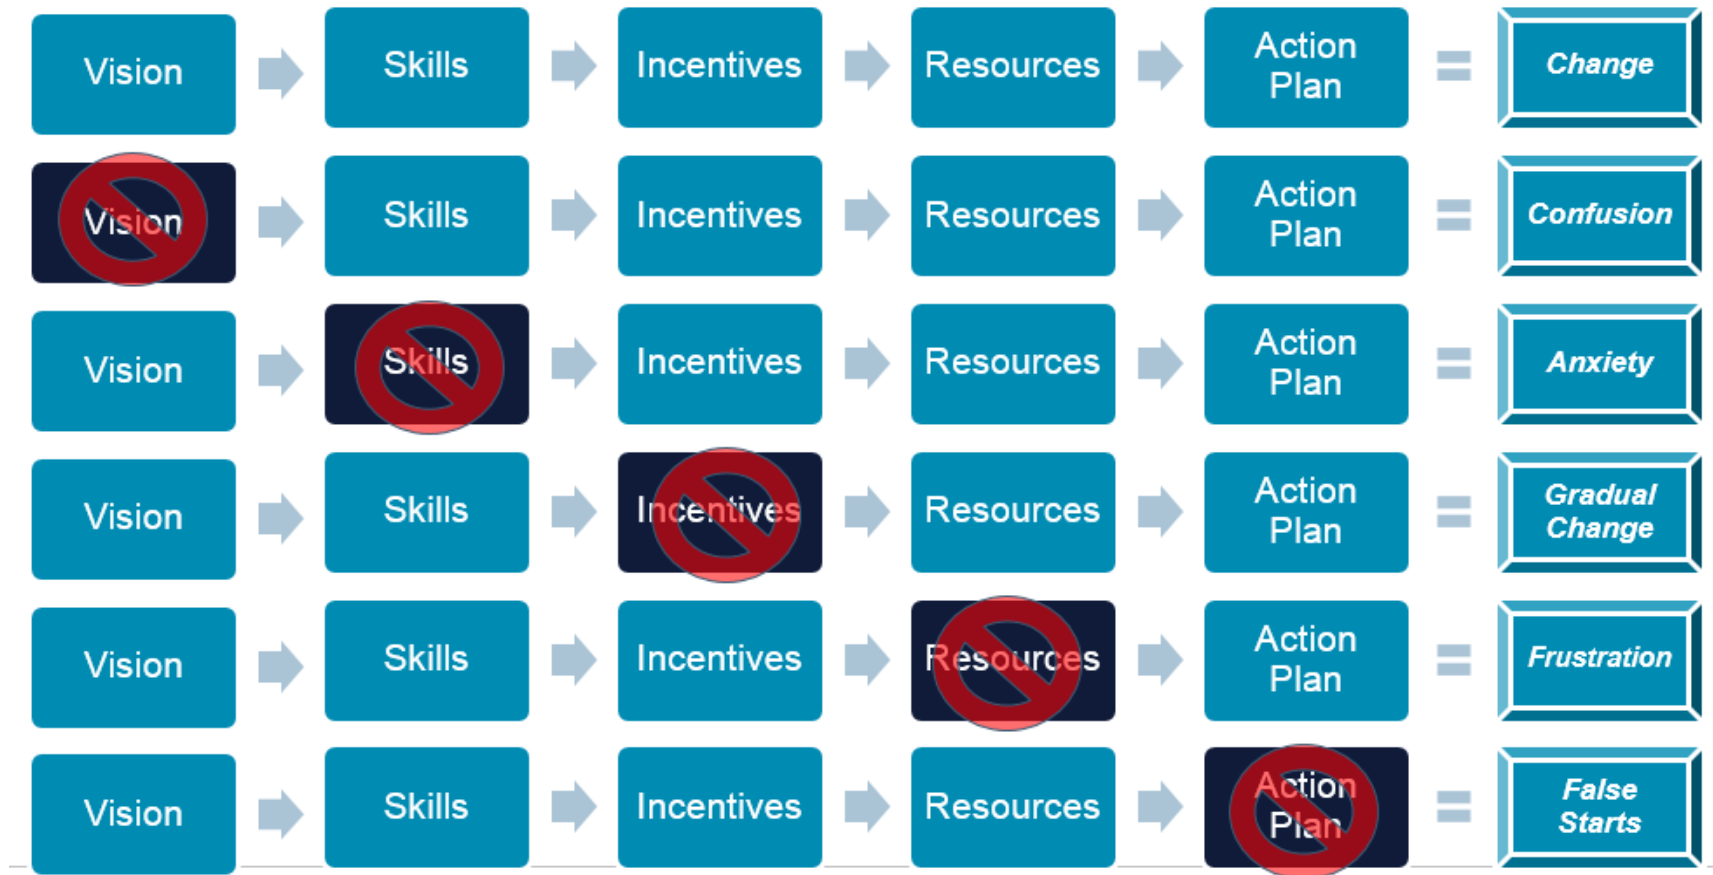 Vision
Skills
Incentives
Resources
Action
Plan
=
Change
Vision
Skills
Incentives
Resources
Action
Plan
=
Confusion
Vision
Skills
Incentives
Resources
Action
Plan
=
Anxiety
Vision
Skills
Incentives
Resources
Action
Plan
=
Gradual
Change
Vision
Skills
Incentives
Resources
Action
Plan
=
Frustration
Vision
Skills
Incentives
Resources
Action
Plan
=
False
Starts